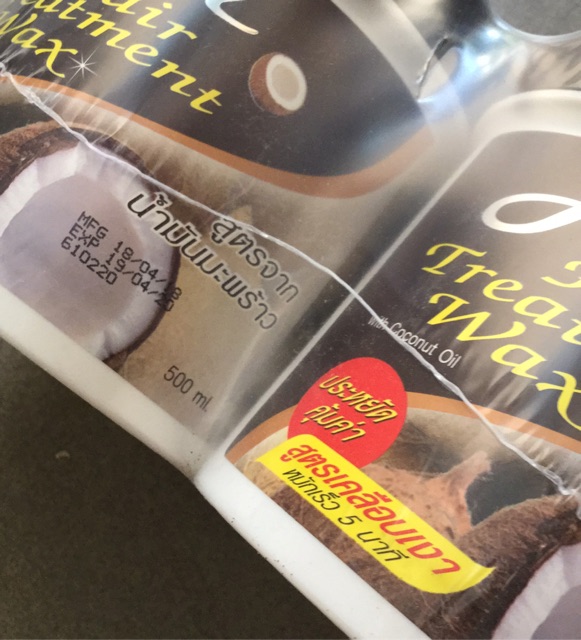 Hair
Treatment
Wax
สูตรจาก
น้ำมันมะพร้าว
MFG 18/04/18
EXP 19/04/20
610220
500 ml.
Wax
with Coconut Oil
ประหยัด
คุ้มค่า
สูตรเคลือบเงา
หมักเร็ว 5 นาที